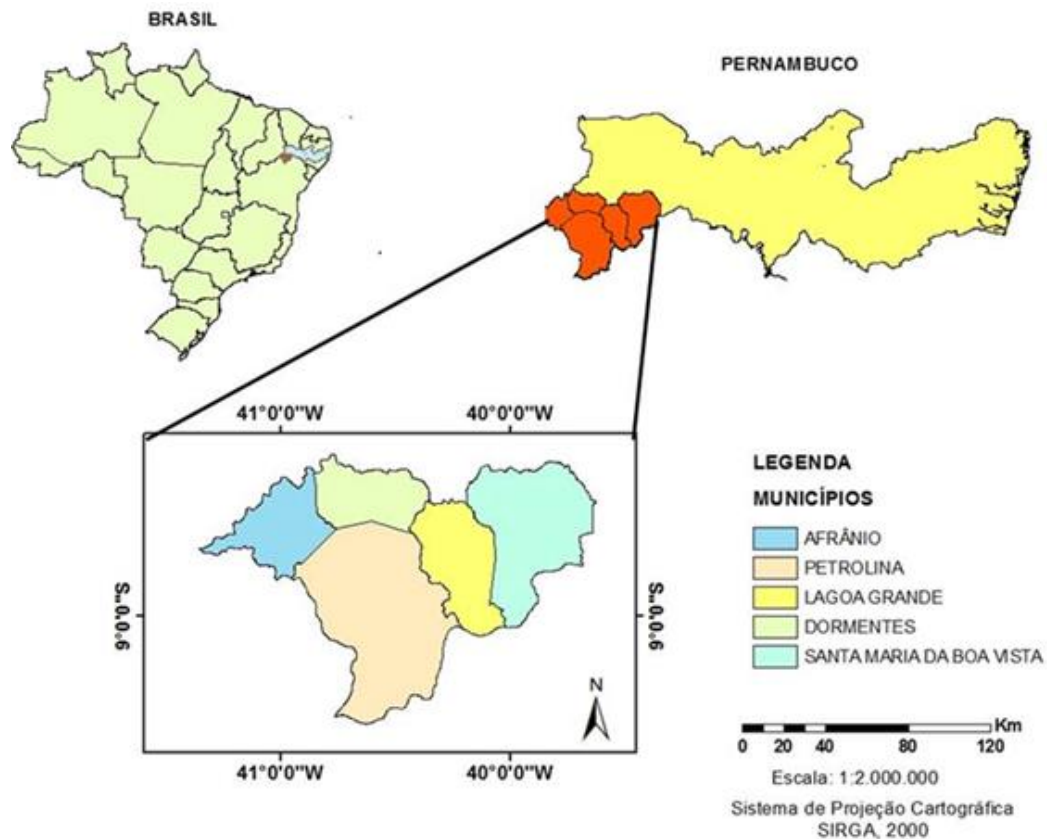 BRASIL
PERNAMBUCO
41°0'0"W
40°0'0"W
9°0'0"S
9°0'0"S
41°0'0"W
40°0'0"W
N
LEGENDA
MUNICÍPIOS
AFRÂNIO
PETROLINA
LAGOA GRANDE
DORMENTES
SANTA MARIA DA BOA VISTA
Km
0 20 40 80 120
Escala: 1:2.000.000
Sistema de Projeção Cartográfica
SIRGA, 2000